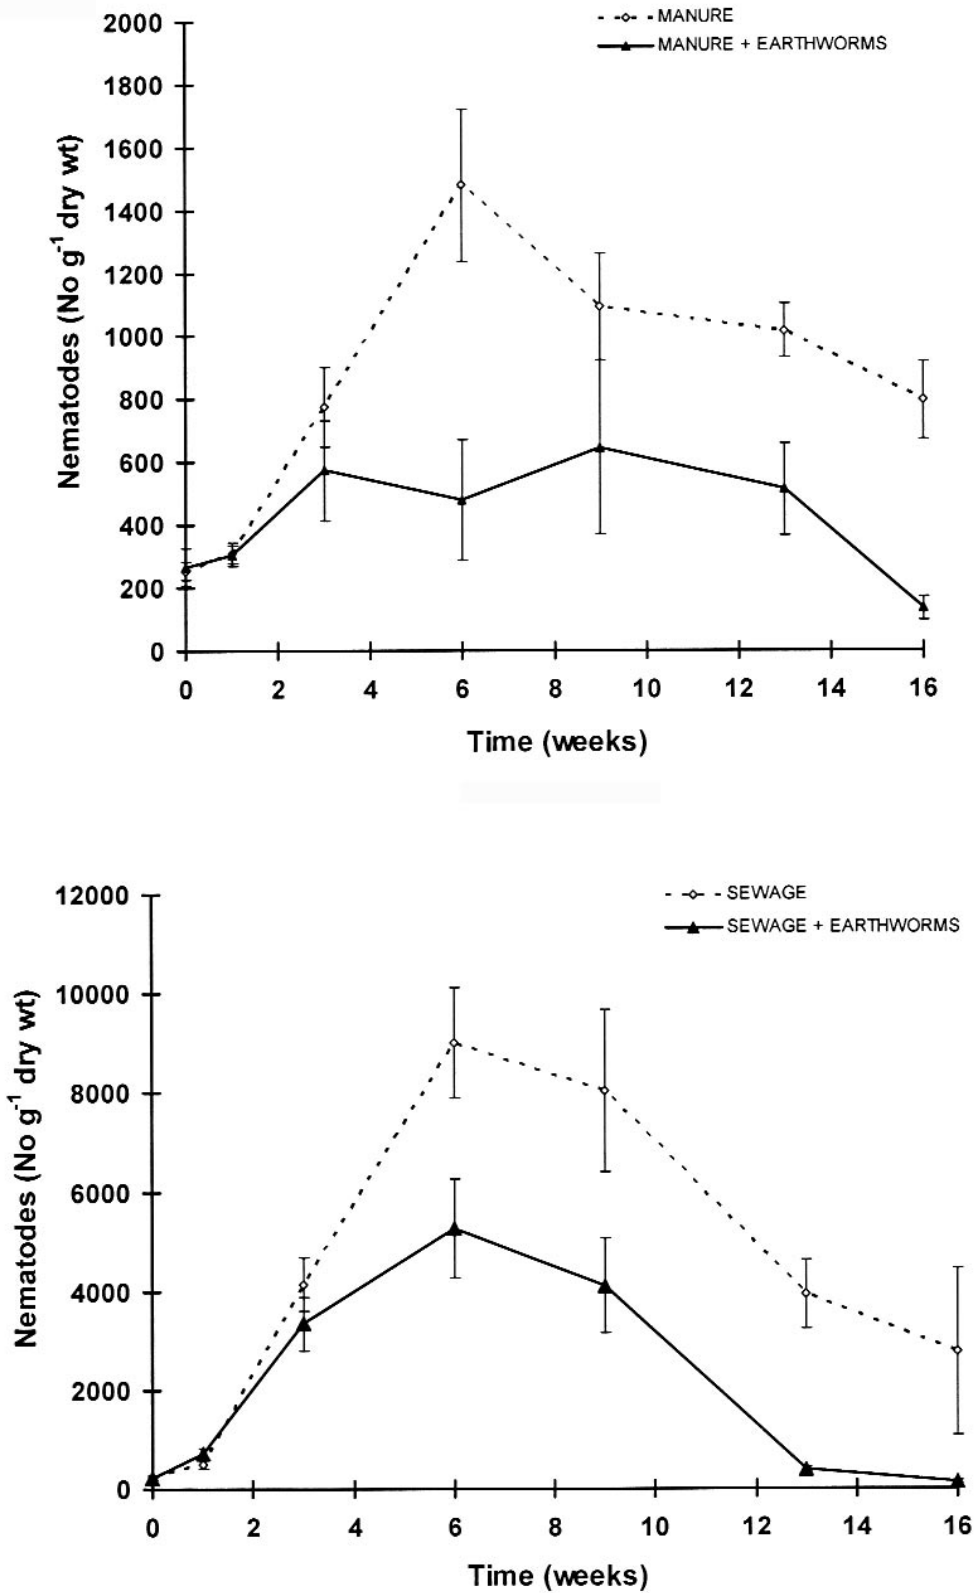 2000
1800
1600
1400
1200
1000
800
600
400
200
0
Nematodes (No g-1 dry wt)
MANURE
MANURE + EARTHWORMS
0 2 4 6 8 10 12 14 16
Time (weeks)
12000
10000
8000
6000
4000
2000
0
Nematodes (No g-1 dry wt)
SEWAGE
SEWAGE + EARTHWORMS
0 2 4 6 8 10 12 14 16
Time (weeks)